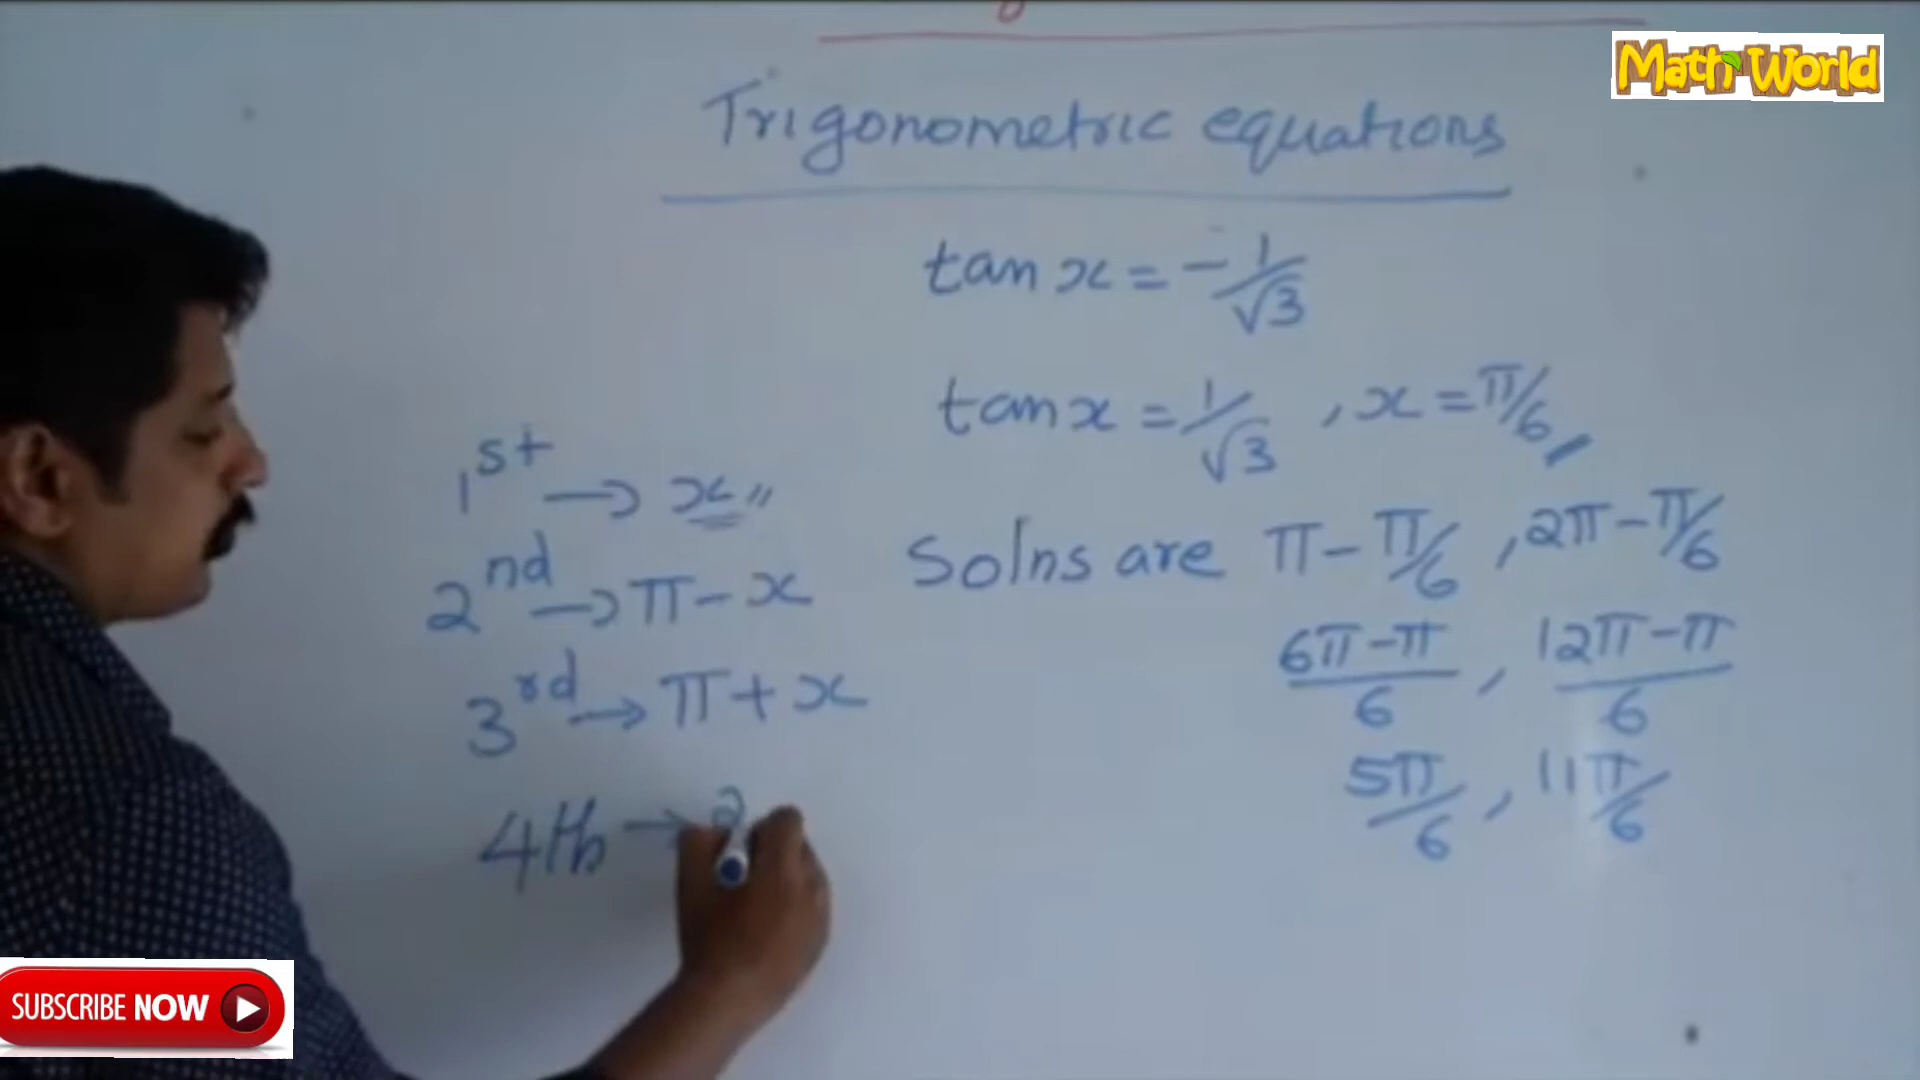 Math World
Trigonometric equations
tan x = -1/√3
tan x = 1/√3 , x = π/6
1st → x
2nd → π - x
3rd → π + x
4th → 2
Solns are π - π/6 , 2π - π/6
6π - π/6 , 12π - π/6
5π/6 , 11π/6
SUBSCRIBE NOW